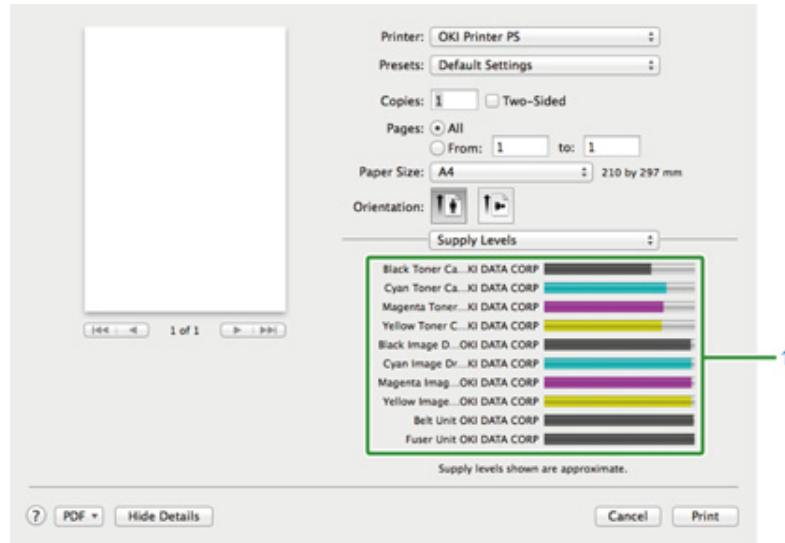 Printer: OKI Printer PS
Presets: Default Settings
Copies: 1 Two-Sided
Pages: All
From: 1 to: 1
Paper Size: A4 210 by 297 mm
Orientation:
Supply Levels
Black Toner Ca...KI DATA CORP
Cyan Toner Ca...KI DATA CORP
Magenta Toner...KI DATA CORP
Yellow Toner C...KI DATA CORP
Black Image D...OKI DATA CORP
Cyan Image Dr...KI DATA CORP
Magenta Imag...OKI DATA CORP
Yellow Image...OKI DATA CORP
Belt Unit OKI DATA CORP
Fuser Unit OKI DATA CORP
1
1 of 1
Supply levels shown are approximate.
? PDF Hide Details Cancel Print